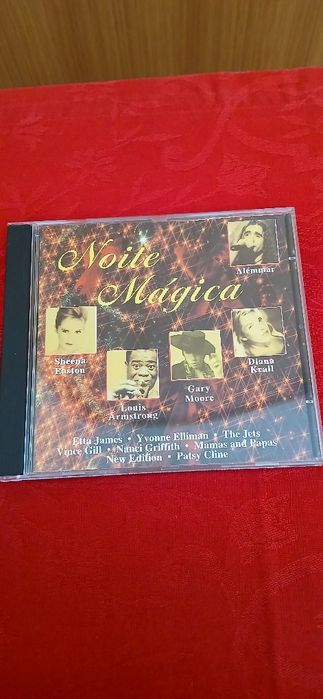 Noite
Mágica
Alémmar
Sheena
Easton
Louis
Armstrong
Gary
Moore
Diana
Krall
Etta James • Yvonne Elliman • The Jets
Vince Gill • Nanci Griffith • Mamas and Papas
New Edition • Patsy Cline